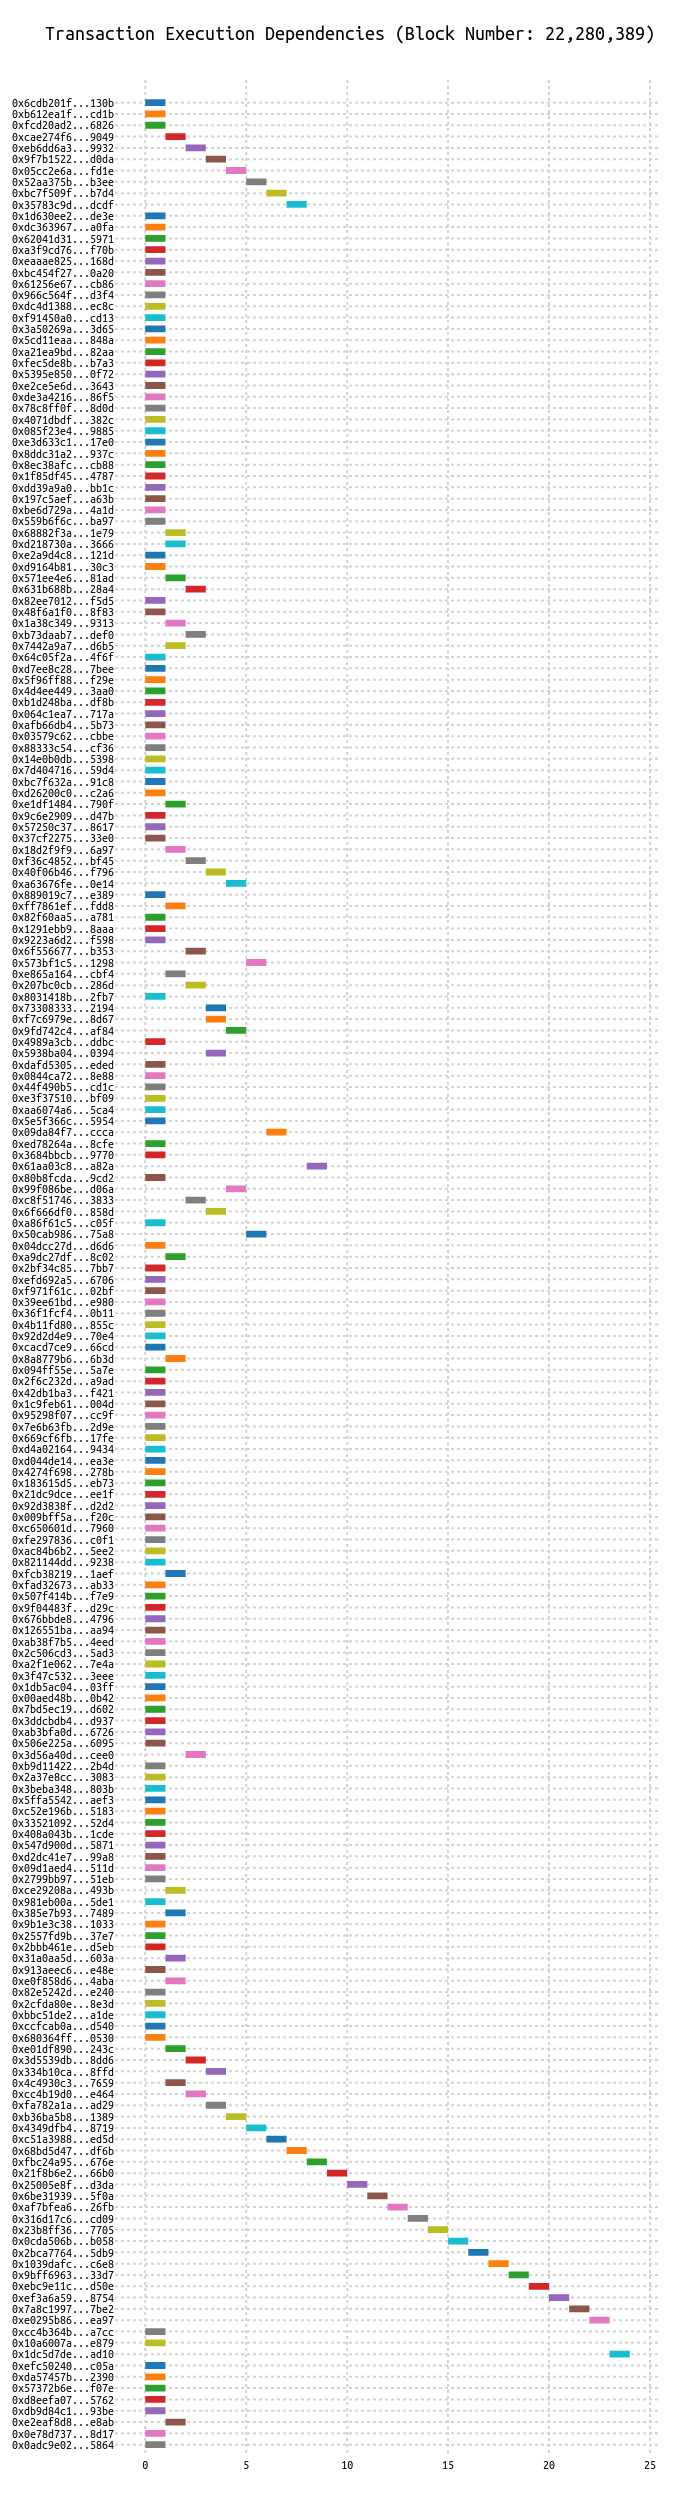 Transaction Execution Dependencies (Block Number: 22,280,389)
0x6cdb201f...130b
0xb612ea1f...cd1b
0xfcd20ad2...6826
0xcae274f6...9049
0xeb6dd6a3...9932
0x9f7b1522...d0da
0x05cc2e6a...fd1e
0x52aa375b...b3ee
0xbc7f509f...b7d4
0x35783c9d...dcdf
0x1d630ee2...de3e
0xdc363967...a0fa
0x62041d31...5971
0xa3f9cd76...f70b
0xeaaae825...168d
0xbc454f27...0a20
0x61256e67...cb86
0x966c564f...d3f4
0xdc4d1388...ec8c
0xf91450a0...cd13
0x3a50269a...3d65
0x5cd11eaa...848a
0xa21ea9bd...82aa
0xfec5de8b...b7a3
0x5395e850...0f72
0xe2ce5e6d...3643
0xde3a4216...86f5
0x78c8ff0f...8d0d
0x4071dbdf...382c
0x085f23e4...9885
0xe3d633c1...17e0
0x8ddc31a2...937c
0x8ec38afc...cb88
0x1f85df45...4787
0xdd39a9a0...bb1c
0x197c5aef...a63b
0xbe6d729a...4a1d
0x559b6f6c...ba97
0x68882f3a...1e79
0xd218730a...3666
0xe2a9d4c8...121d
0xd9164b81...30c3
0x571ee4e6...81ad
0x631b688b...28a4
0x82ee7012...f5d5
0x48f6a1f0...8f83
0x1a38c349...9313
0xb73daab7...def0
0x7442a9a7...d6b5
0x64c05f2a...4f6f
0xd7ee8c28...7bee
0x5f96ff88...f29e
0x4d4ee449...3aa0
0xb1d248ba...df8b
0x064c1ea7...717a
0xafb66db4...5b73
0x03579c62...cbbe
0x88333c54...cf36
0x14e0b0db...5398
0x7d404716...59d4
0xbc7f632a...91c8
0xd26200c0...c2a6
0xe1df1484...790f
0x9c6e2909...d47b
0x57250c37...8617
0x37cf2275...33e0
0x18d2f9f9...6a97
0xf36c4852...bf45
0x40f06b46...f796
0xa63676fe...0e14
0x889019c7...e389
0xff7861ef...fdd8
0x82f60aa5...a781
0x1291ebb9...8aaa
0x9223a6d2...f598
0x6f556677...b353
0x573bf1c5...1298
0xe865a164...cbf4
0x207bc0cb...286d
0x8031418b...2fb7
0x73308333...2194
0xf7c6979e...8d67
0x9fd742c4...af84
0x4989a3cb...ddbc
0x5938ba04...0394
0xdafd5305...eded
0x0844ca72...8e88
0x44f490b5...cd1c
0xe3f37510...bf09
0xaa6074a6...5ca4
0x5e5f366c...5954
0x09da84f7...ccca
0xed78264a...8cfe
0x3684bbcb...9770
0x61aa03c8...a82a
0x80b8fcda...9cd2
0x99f086be...d06a
0xc8f51746...3833
0x6f666df0...858d
0xa86f61c5...c05f
0x50cab986...75a8
0x04dcc27d...d6d6
0xa9dc27df...8c02
0x2bf34c85...7bb7
0xefd692a5...6706
0xf971f61c...02bf
0x39ee61bd...e980
0x36f1fcf4...0b11
0x4b11fd80...855c
0x92d2d4e9...70e4
0xcacd7ce9...66cd
0x8a8779b6...6b3d
0x094ff55e...5a7e
0x2f6c232d...a9ad
0x42db1ba3...f421
0x1c9feb61...004d
0x95298f07...cc9f
0x7e6b63fb...2d9e
0x669cf6fb...17fe
0xd4a02164...9434
0xd044de14...ea3e
0x4274f698...278b
0x183615d5...eb73
0x21dc9dce...ee1f
0x92d3838f...d2d2
0x009bff5a...f20c
0xc650601d...7960
0xfe297836...c0f1
0xac84b6b2...5ee2
0x821144dd...9238
0xfcb38219...1aef
0xfad32673...ab33
0x507f414b...f7e9
0x9f04483f...d29c
0x676bbde8...4796
0x126551ba...aa94
0xab38f7b5...4eed
0x2c506cd3...5ad3
0xa2f1e062...7e4a
0x3f47c532...3eee
0x1db5ac04...03ff
0x00aed48b...0b42
0x7bd5ec19...d602
0x3ddcbdb4...d937
0xab3bfa0d...6726
0x506e225a...6095
0x3d56a40d...cee0
0xb9d11422...2b4d
0x2a37e8cc...3083
0x3beba348...803b
0x5ffa5542...aef3
0xc52e196b...5183
0x33521092...52d4
0x408a043b...1cde
0x547d900d...5871
0xd2dc41e7...99a8
0x09d1aed4...511d
0x2799bb97...51eb
0xce29208a...493b
0x981eb00a...5de1
0x385e7b93...7489
0x9b1e3c38...1033
0x2557fd9b...37e7
0x2bbb461e...d5eb
0x31a0aa5d...603a
0x913aeec6...e48e
0xe0f858d6...4aba
0x82e5242d...e240
0x2cfda80e...8e3d
0xbbc51de2...a1de
0xccfcab0a...d540
0x680364ff...0530
0xe01df890...243c
0x3d5539db...8dd6
0x334b10ca...8ffd
0x4c4930c3...7659
0xcc4b19d0...e464
0xfa782a1a...ad29
0xb36ba5b8...1389
0x4349dfb4...8719
0xc51a3988...ed5d
0x68bd5d47...df6b
0xfbc24a95...676e
0x21f8b6e2...66b0
0x25005e8f...d3da
0x6be31939...5f0a
0xaf7bfea6...26fb
0x316d17c6...cd09
0x23b8ff36...7705
0x0cda506b...b058
0x2bca7764...5db9
0x1039dafc...c6e8
0x9bff6963...33d7
0xebc9e11c...d50e
0xef3a6a59...8754
0x7a8c1997...7be2
0xe0295b86...ea97
0xcc4b364b...a7cc
0x10a6007a...e879
0x1dc5d7de...ad10
0xefc50240...c05a
0xda57457b...2390
0x57372b6e...f07e
0xd8eefa07...5762
0xdb9d84c1...93be
0xe2eaf8d8...e8ab
0x0e78d737...8d17
0x0adc9e02...5864
0 5 10 15 20 25